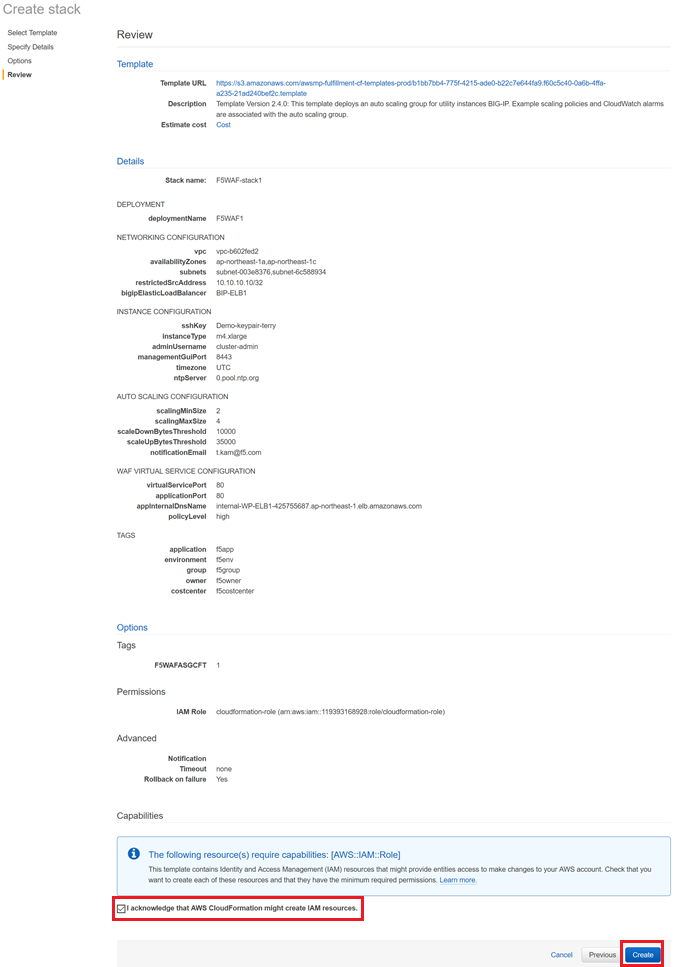 Create stack
Select Template
Specify Details
Options
Review
Review
Template
Template URL https://s3.amazonaws.com/awsmp-fulfillment-cf-templates-prod/b1bb7bb4-775f-4215-ade0-b22c7e644fa9.f60c5c40-0a6b-4ffa-
a235-21ad240bef2c.template
Description Template Version 2.4.0: This template deploys an auto scaling group for utility instances BIG-IP. Example scaling policies and CloudWatch alarms
are associated with the auto scaling group.
Estimate cost Cost
Details
Stack name: F5WAF-stack1
DEPLOYMENT
deploymentName F5WAF1
NETWORKING CONFIGURATION
vpc vpc-b602fed2
availabilityZones ap-northeast-1a,ap-northeast-1c
subnets subnet-003e8376,subnet-6c588934
restrictedSrcAddress 10.10.10.10/32
bigipElasticLoadBalancer BIP-ELB1
INSTANCE CONFIGURATION
sshKey Demo-keypair-terry
instanceType m4.xlarge
adminUsername cluster-admin
managementGuiPort 8443
timezone UTC
ntpServer 0.pool.ntp.org
AUTO SCALING CONFIGURATION
scalingMinSize 2
scalingMaxSize 4
scaleDownBytesThreshold 10000
scaleUpBytesThreshold 35000
notificationEmail t.kam@f5.com
WAF VIRTUAL SERVICE CONFIGURATION
virtualServicePort 80
applicationPort 80
appInternalDnsName internal-WP-ELB1-425755687.ap-northeast-1.elb.amazonaws.com
policyLevel high
TAGS
application f5app
environment f5env
group f5group
owner f5owner
costcenter f5costcenter
Options
Tags
F5WAFASGCFT 1
Permissions
IAM Role cloudformation-role (arn:aws:iam::119393168928:role/cloudformation-role)
Advanced
Notification
Timeout none
Rollback on failure Yes
Capabilities
The following resource(s) require capabilities: [AWS::IAM::Role]
This template contains Identity and Access Management (IAM) resources that might provide entities access to make changes to your AWS account. Check that you
want to create each of these resources and that they have the minimum required permissions. Learn more.
I acknowledge that AWS CloudFormation might create IAM resources.
Cancel Previous Create